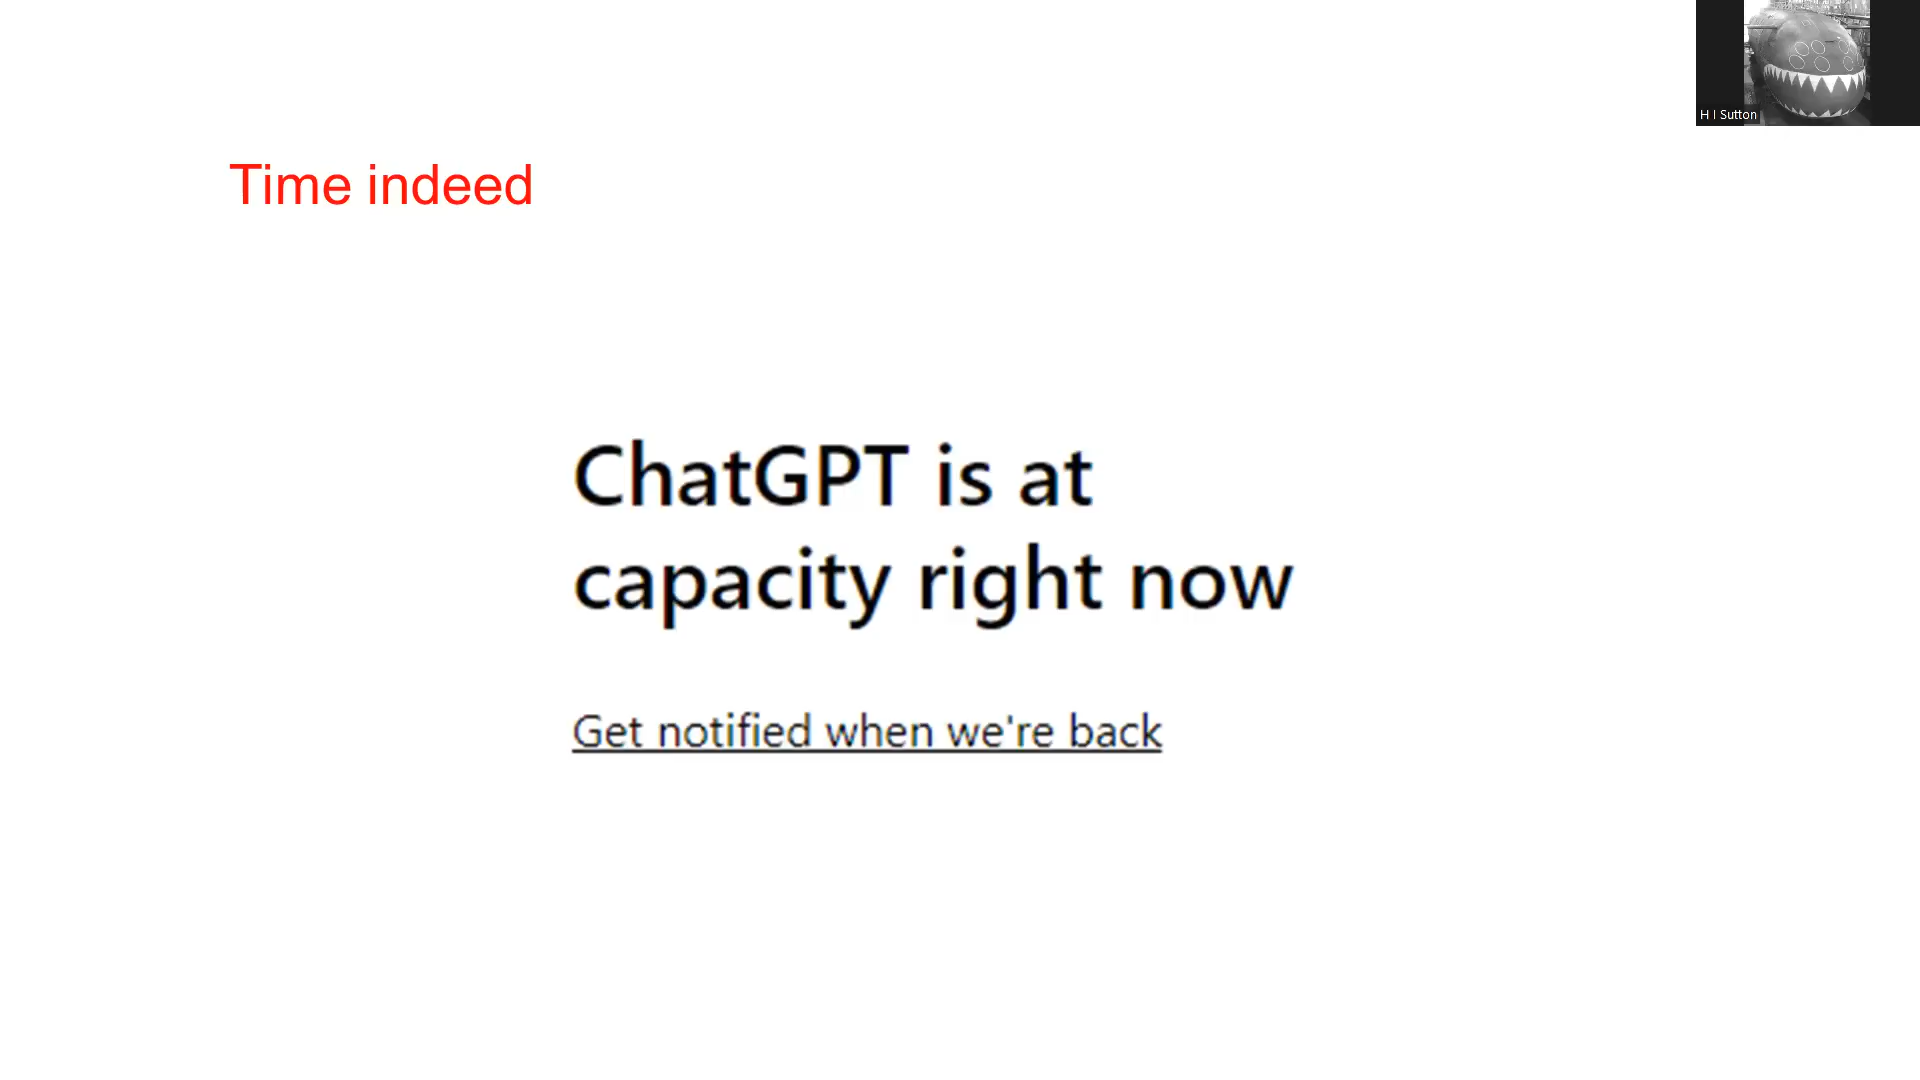 H I Sutton
Time indeed
ChatGPT is at
capacity right now
Get notified when we're back